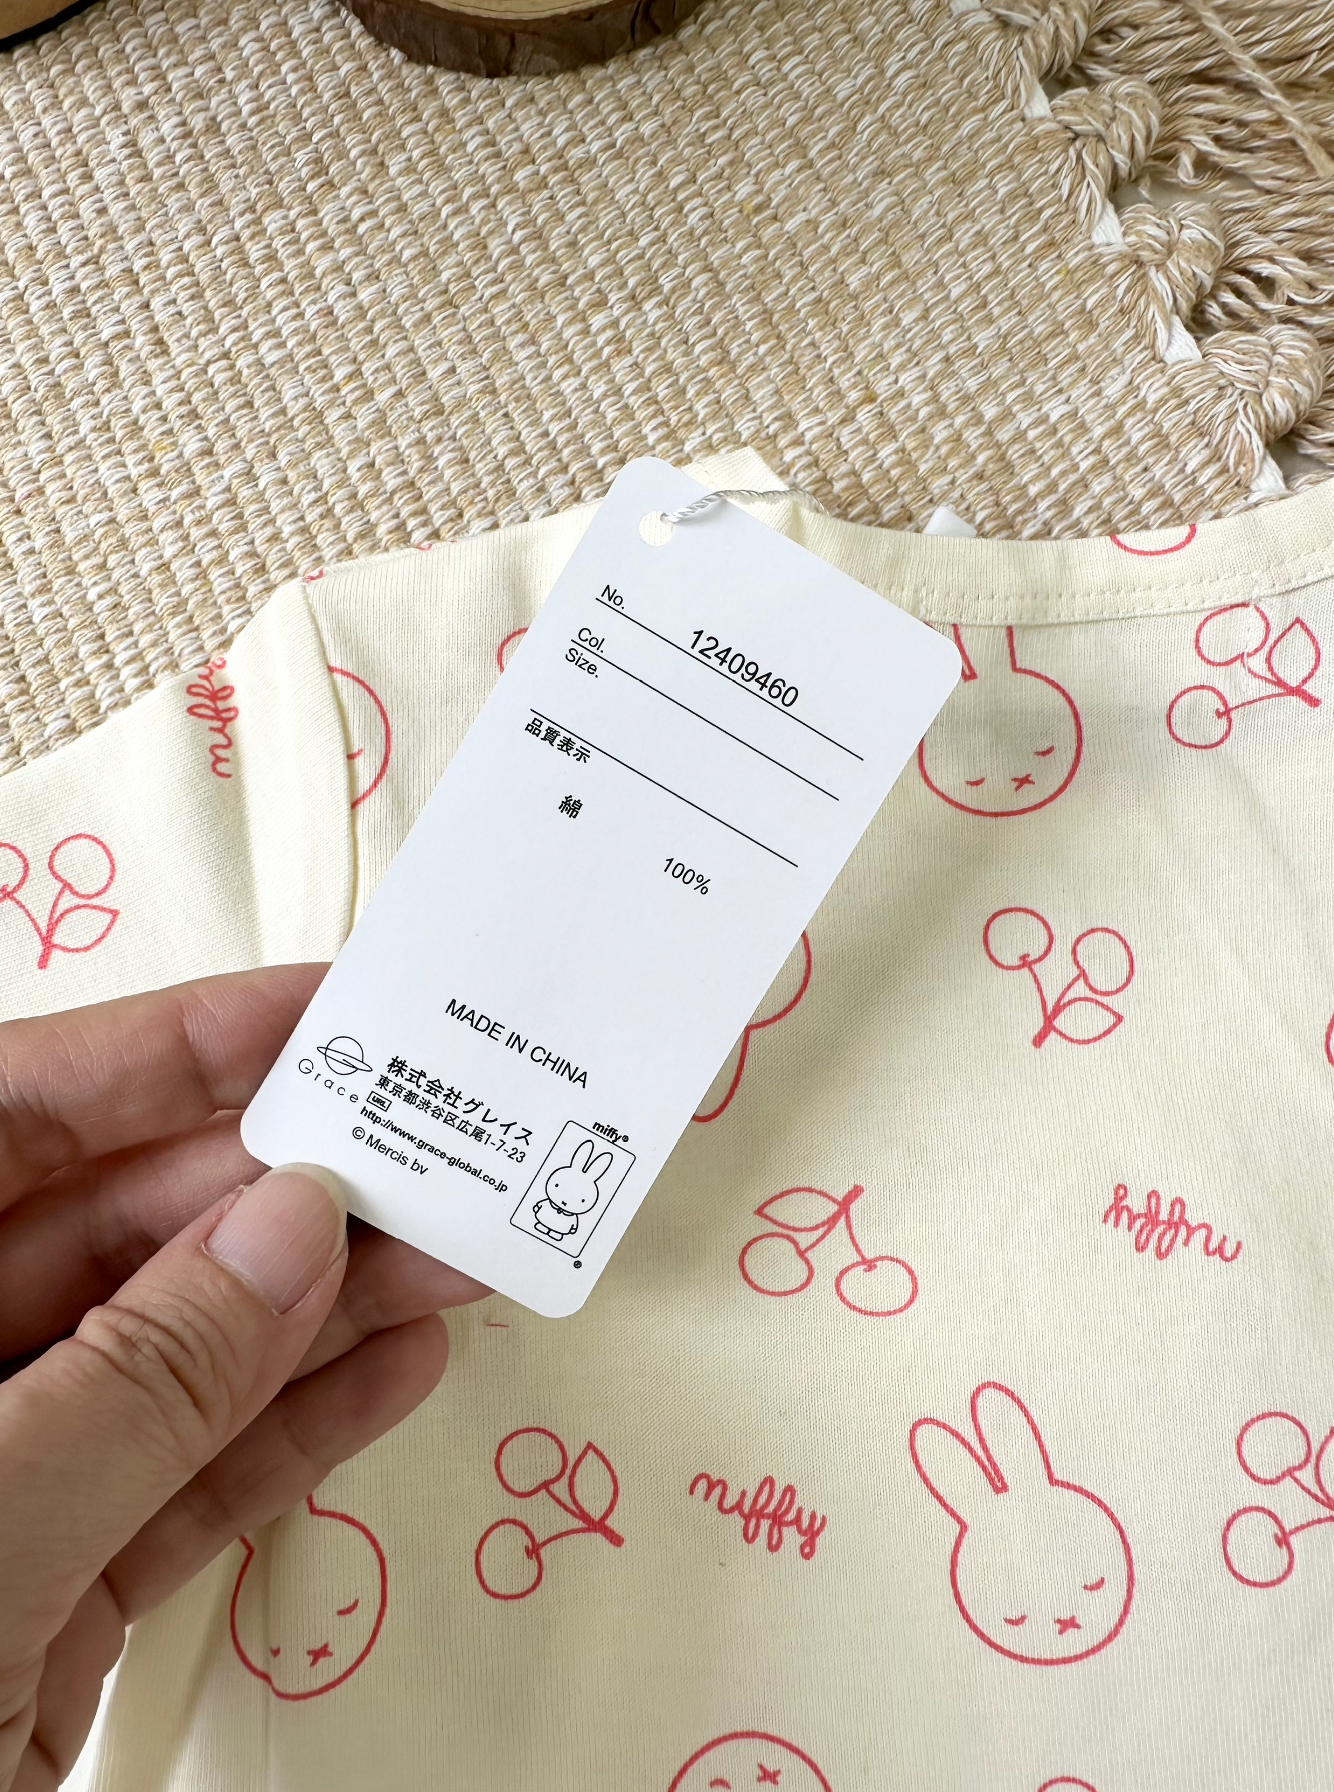 No. 12409460
Col.
Size.
品質表示
綿
100%
MADE IN CHINA
Grace
株式会社グレイス
東京都渋谷区広尾1-7-23
URL
http://www.grace-global.co.jp
© Mercis bv
miffy®
®
miffy
miffy
miffy